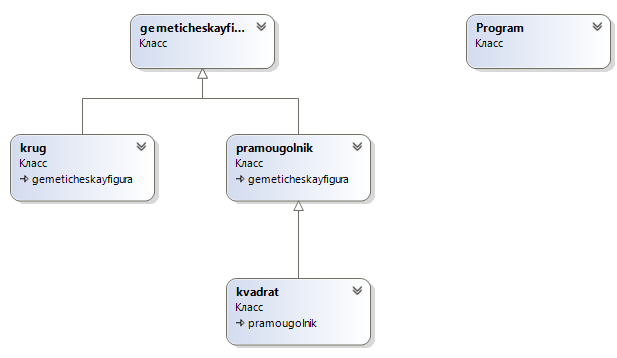 gemeticheskayfi...
Класс
Program
Класс
krug
Класс
gemeticheskayfigura
pramougolnik
Класс
gemeticheskayfigura
kvadrat
Класс
pramougolnik